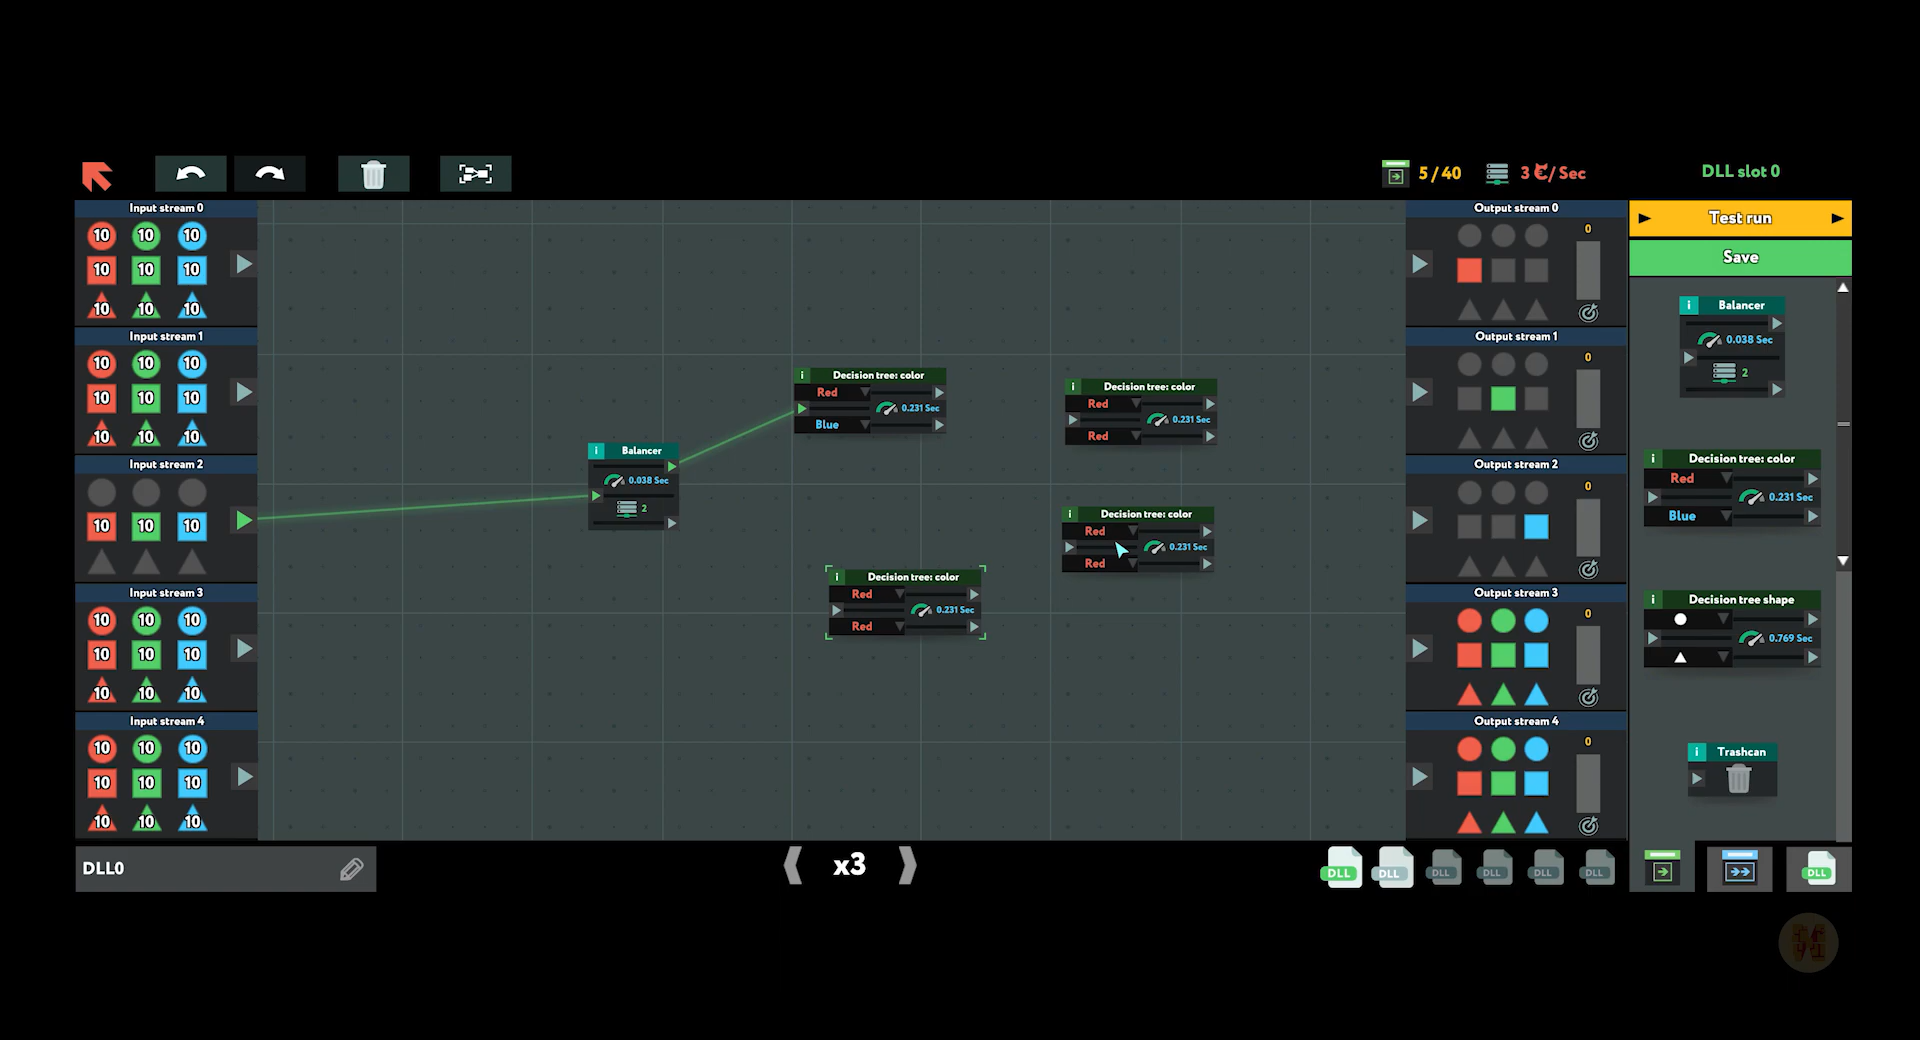 5/40
3 €/Sec
DLL slot 0
Input stream 0
10 10 10
10 10 10
10 10 10
Input stream 1
10 10 10
10 10 10
10 10 10
Input stream 2
10 10 10
Input stream 3
10 10 10
10 10 10
10 10 10
Input stream 4
10 10 10
10 10 10
10 10 10
Balancer
0.038 Sec
2
Decision tree: color
Red
0.231 Sec
Blue
Decision tree: color
Red
0.231 Sec
Red
Decision tree: color
Red
0.231 Sec
Red
Decision tree: color
Red
0.231 Sec
Red
Output stream 0
0
Output stream 1
0
Output stream 2
0
Output stream 3
0
Output stream 4
0
Test run
Save
Balancer
0.038 Sec
2
Decision tree: color
Red
0.231 Sec
Blue
Decision tree shape
0.769 Sec
Trashcan
DLL0
x3
DLL DLL DLL DLL DLL DLL
DLL